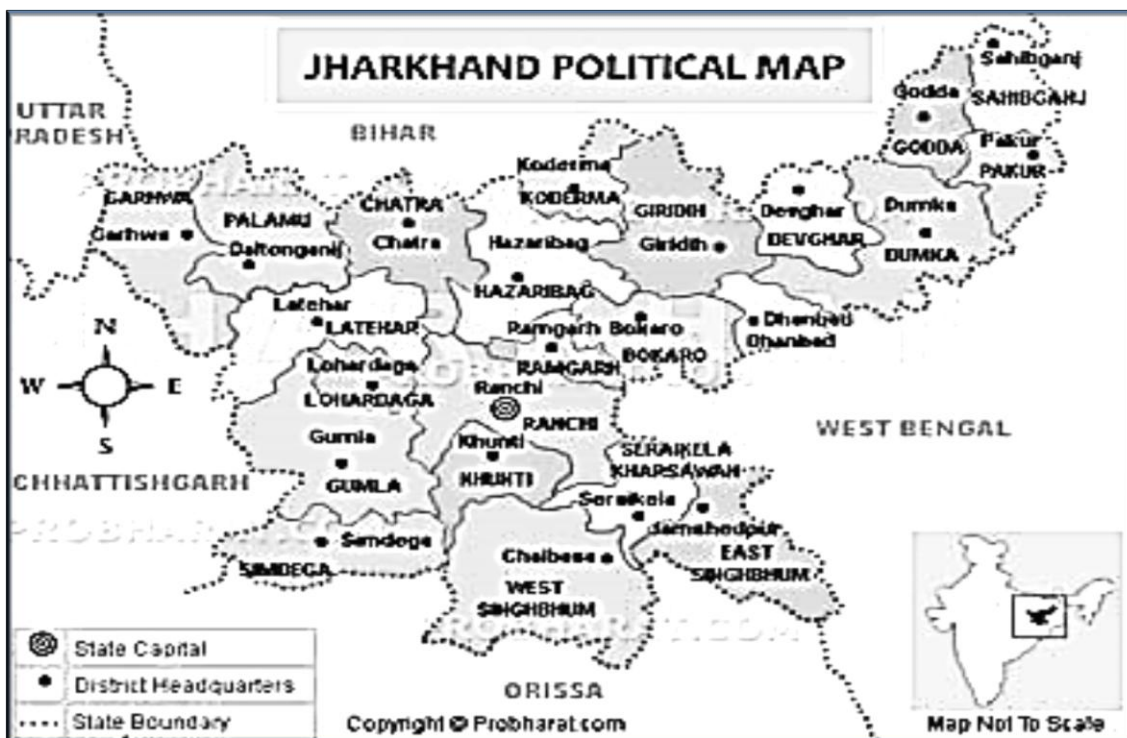 JHARKHAND POLITICAL MAP
UTTAR
PRADESH
BIHAR
Sahibganj
SAHIBGANJ
Godda
GODDA
Pakur
PAKUR
Koderma
KODERMA
GARHWA
Garhwa
PALAMU
Daltonganj
CHATRA
Chatra
Hazaribag
HAZARIBAG
GIRIDIH
Giridih
Devghar
DEVGHAR
Dumka
DUMKA
Latehar
LATEHAR
Ramgarh
RAMGARH
Bokaro
BOKARO
Dhanbad
Dhanbad
N
W
E
S
Lohardaga
LOHARDAGA
Ranchi
RANCHI
WEST BENGAL
Gumla
GUMLA
Khunti
KHUNTI
SERAIKELA
KHARSAWAH
Seraikela
Jamshedpur
EAST
SINGHBHUM
CHHATTISHGARH
Simdega
SIMDEGA
Chaibasa
WEST
SINGHBHUM
State Capital
District Headquarters
State Boundary
ORISSA
Copyright @ Probharat.com
Map Not To Scale